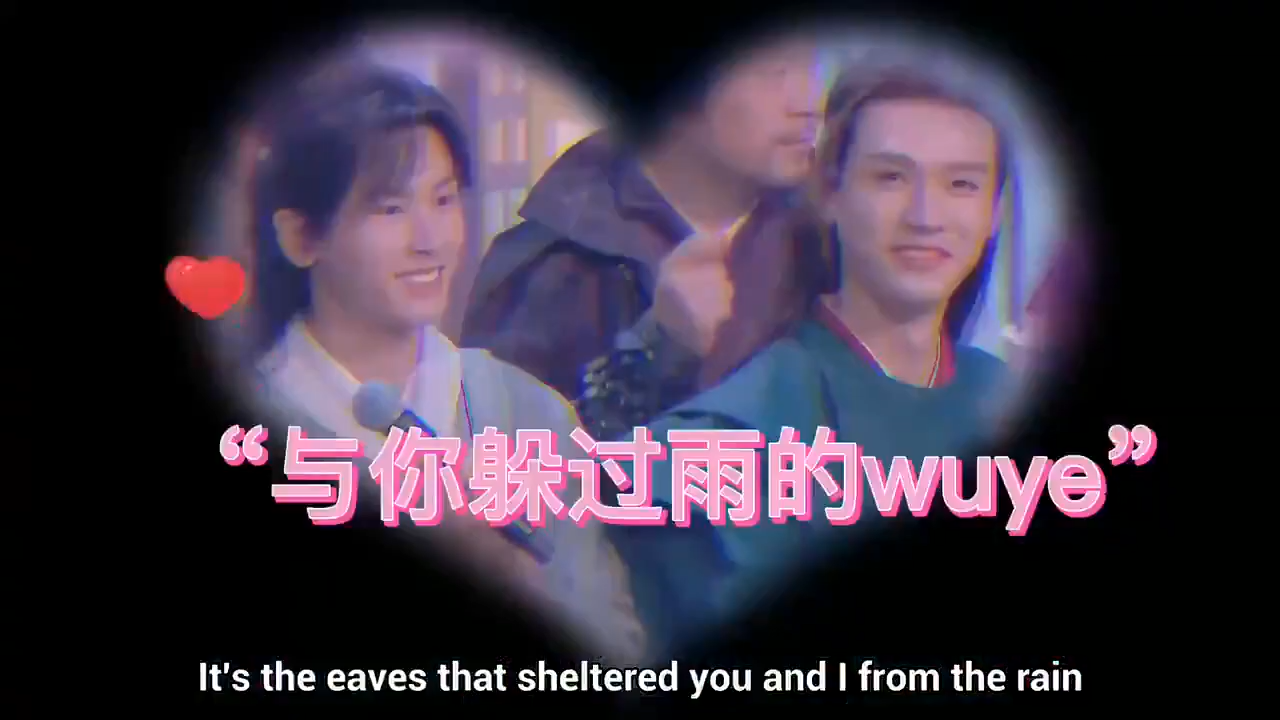 “与你躲过雨的wuye”
It's the eaves that sheltered you and I from the rain